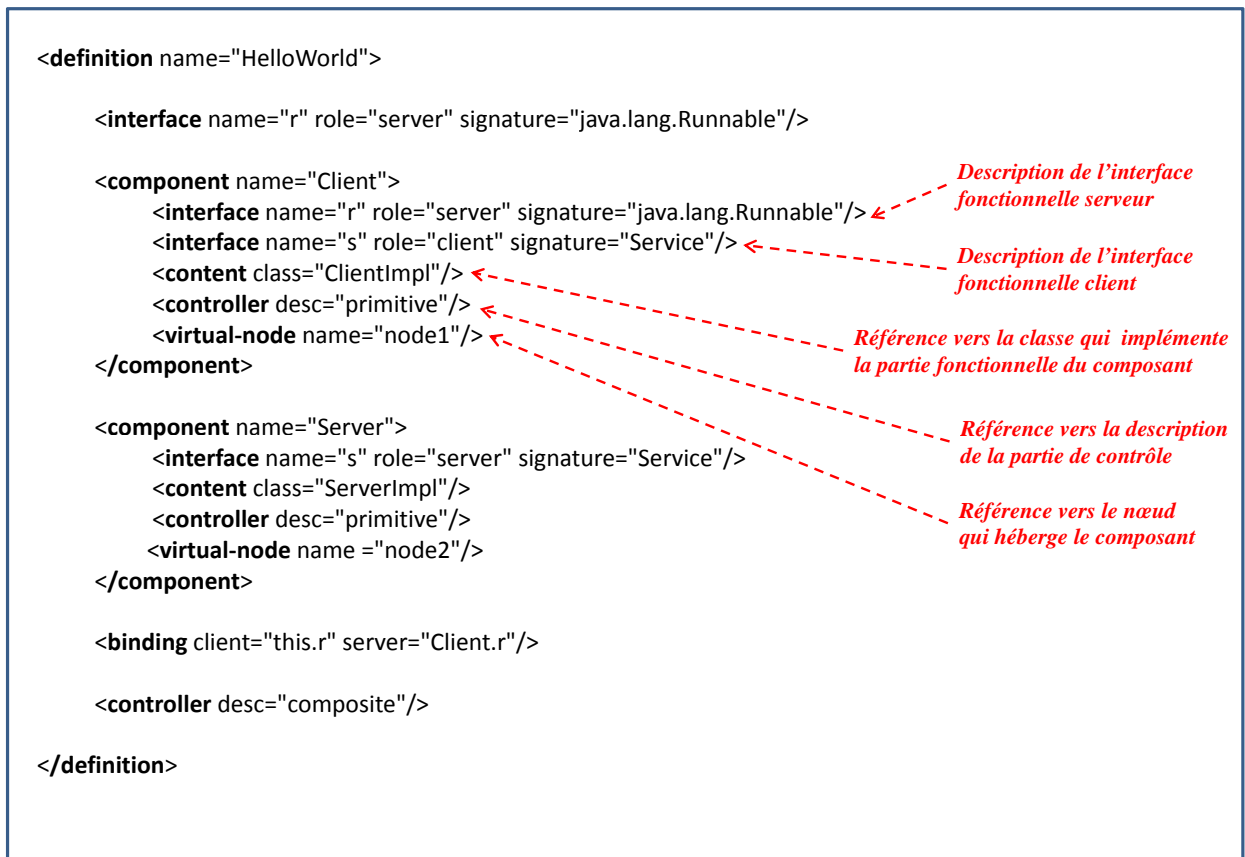 <definition name="HelloWorld">
<interface name="r" role="server" signature="java.lang.Runnable"/>
<component name="Client">
<interface name="r" role="server" signature="java.lang.Runnable"/>
<interface name="s" role="client" signature="Service"/>
<content class="ClientImpl"/>
<controller desc="primitive"/>
<virtual-node name="node1"/>
</component>
<component name="Server">
<interface name="s" role="server" signature="Service"/>
<content class="ServerImpl"/>
<controller desc="primitive"/>
<virtual-node name ="node2"/>
</component>
<binding client="this.r" server="Client.r"/>
<controller desc="composite"/>
</definition>
Description de l'interface
fonctionnelle serveur
Description de l'interface
fonctionnelle client
Référence vers la classe qui implémente
la partie fonctionnelle du composant
Référence vers la description
de la partie de contrôle
Référence vers le nœud
qui héberge le composant